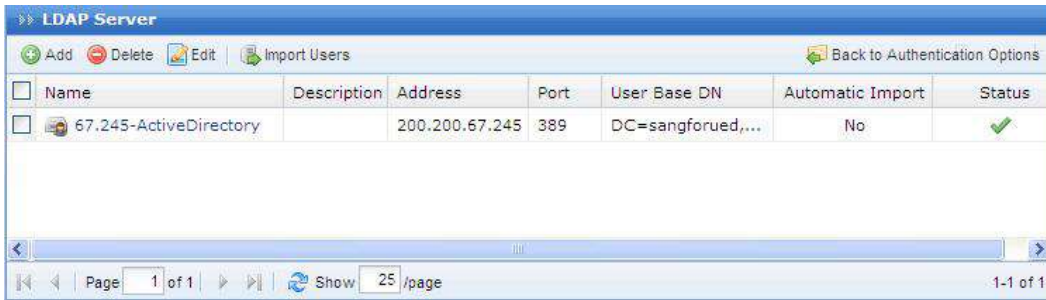 LDAP Server
Add Delete Edit Import Users Back to Authentication Options
Name Description Address Port User Base DN Automatic Import Status
67.245-ActiveDirectory 200.200.67.245 389 DC=sangforued,... No
Page 1 of 1 Show 25 /page 1-1 of 1